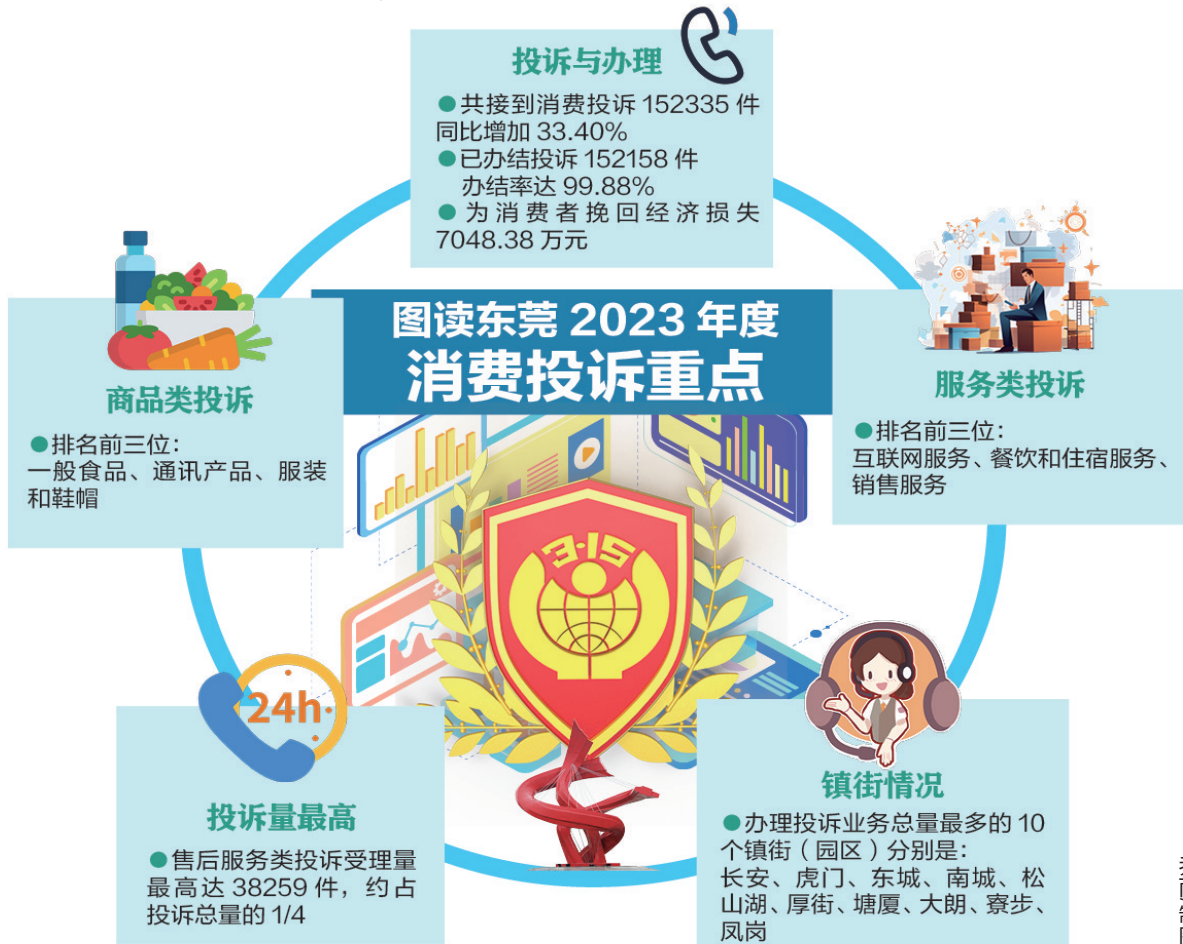 投诉与办理
●共接到消费投诉 152335 件
同比增加 33.40%
●已办结投诉 152158 件
办结率达 99.88%
●为消费者挽回经济损失
7048.38 万元
图读东莞 2023 年度
消费投诉重点
商品类投诉
●排名前三位：
一般食品、通讯产品、服装
和鞋帽
服务类投诉
●排名前三位：
互联网服务、餐饮和住宿服务、
销售服务
3·15
24h
投诉量最高
●售后服务类投诉受理量
最高达 38259 件，约占
投诉总量的 1/4
镇街情况
●办理投诉业务总量最多的 10
个镇街（园区）分别是：
长安、虎门、东城、南城、松
山湖、厚街、塘厦、大朗、寮步、
凤岗